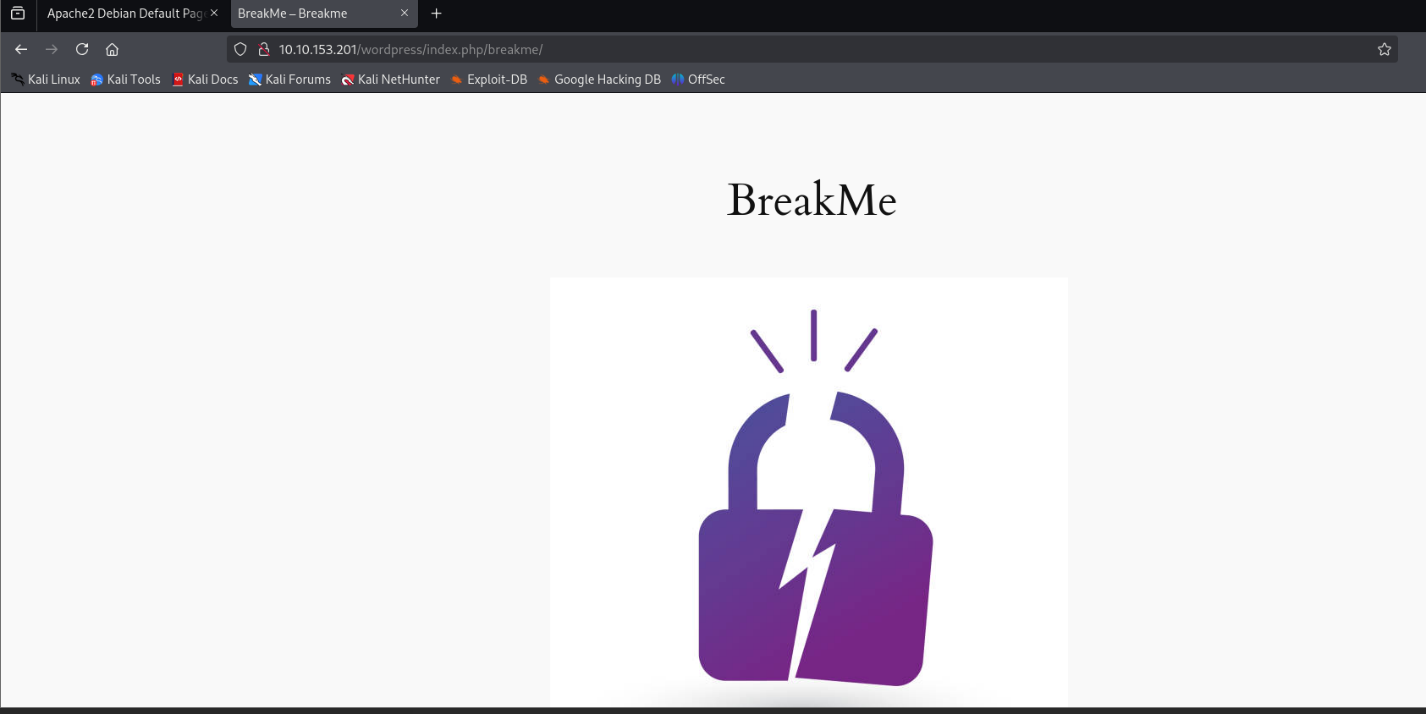 Apache2 Debian Default Pag
BreakMe – Breakme
10.10.153.201/wordpress/index.php/breakme/
Kali Linux Kali Tools Kali Docs Kali Forums Kali NetHunter Exploit-DB Google Hacking DB OffSec
BreakMe